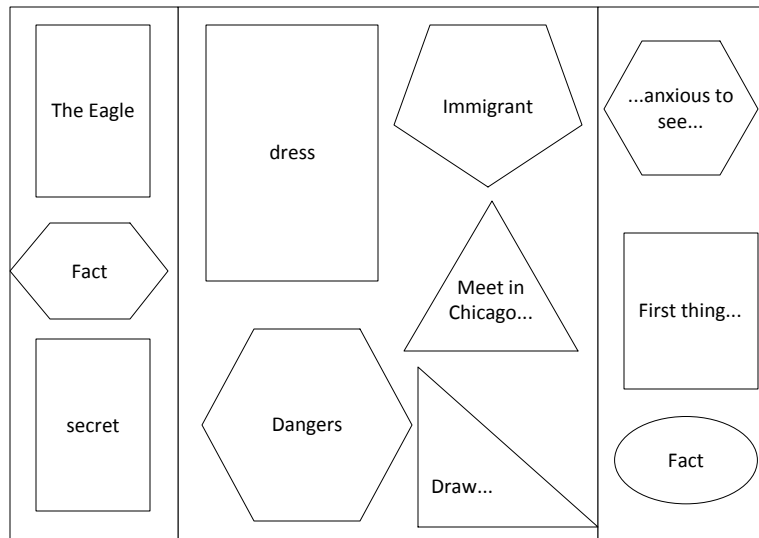 The Eagle
Fact
secret
dress
Immigrant
Meet in
Chicago...
Dangers
Draw...
...anxious to
see...
First thing...
Fact